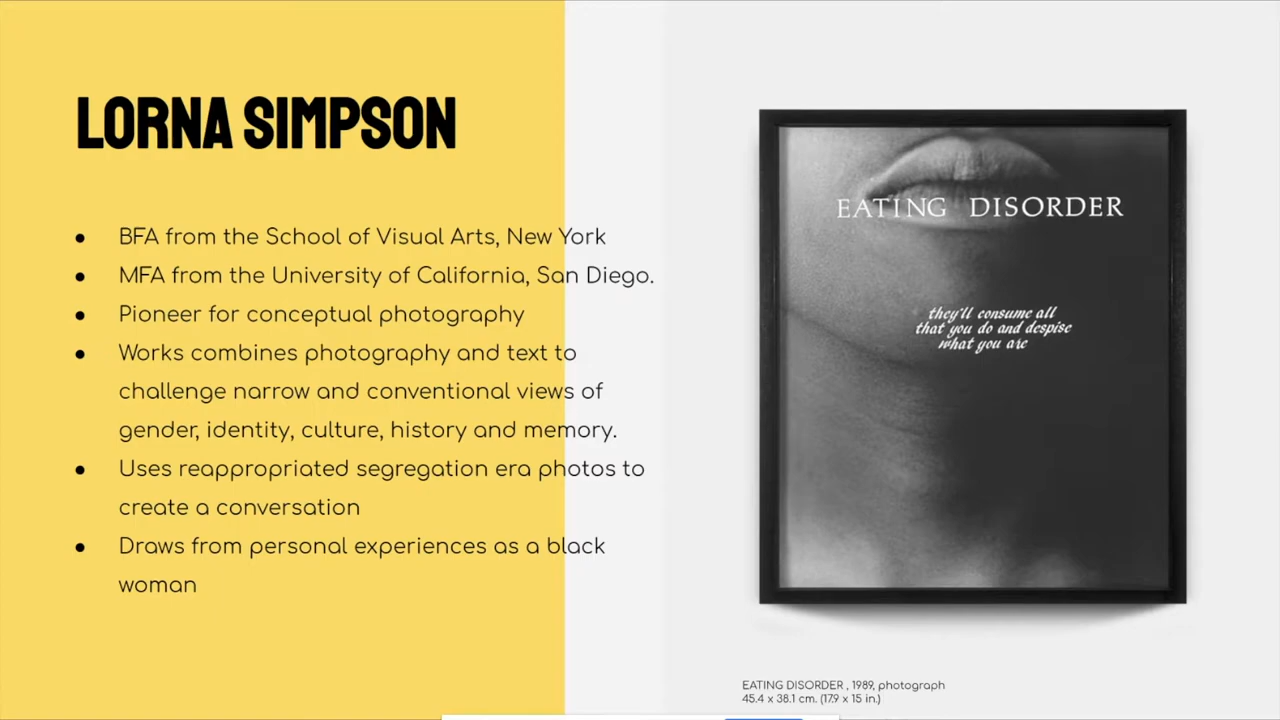 LORNA SIMPSON
● BFA from the School of Visual Arts, New York
● MFA from the University of California, San Diego.
● Pioneer for conceptual photography
● Works combines photography and text to
challenge narrow and conventional views of
gender, identity, culture, history and memory.
● Uses reappropriated segregation era photos to
create a conversation
● Draws from personal experiences as a black
woman
EATING DISORDER
they'll consume all
that you do and despise
what you are
EATING DISORDER , 1989, photograph
45.4 x 38.1 cm. (17.9 x 15 in.)